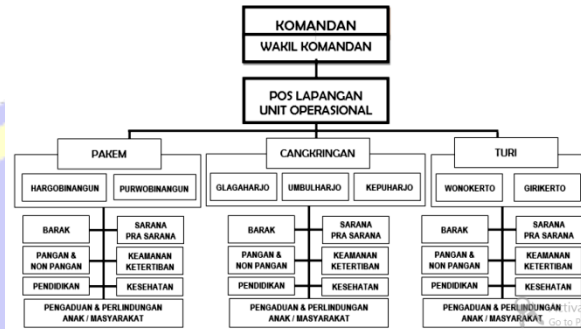 KOMANDAN
WAKIL KOMANDAN
POS LAPANGAN
UNIT OPERASIONAL
PAKEM
HARGOBINANGUN
PURWOBINANGUN
BARAK
SARANA
PRA SARANA
PANGAN &
NON PANGAN
KEAMANAN
KETERTIBAN
PENDIDIKAN
KESEHATAN
PENGADUAN & PERLINDUNGAN
ANAK / MASYARAKAT
CANGKRINGAN
GLAGAHARJO
UMBULHARJO
KEPUHARJO
BARAK
SARANA
PRA SARANA
PANGAN &
NON PANGAN
KEAMANAN
KETERTIBAN
PENDIDIKAN
KESEHATAN
PENGADUAN & PERLINDUNGAN
ANAK / MASYARAKAT
TURI
WONOKERTO
GIRIKERTO
BARAK
SARANA
PRA SARANA
PANGAN &
NON PANGAN
KEAMANAN
KETERTIBAN
PENDIDIKAN
KESEHATAN
PENGADUAN & PERLINDUNGAN
ANAK / MASYARAKAT
Go to